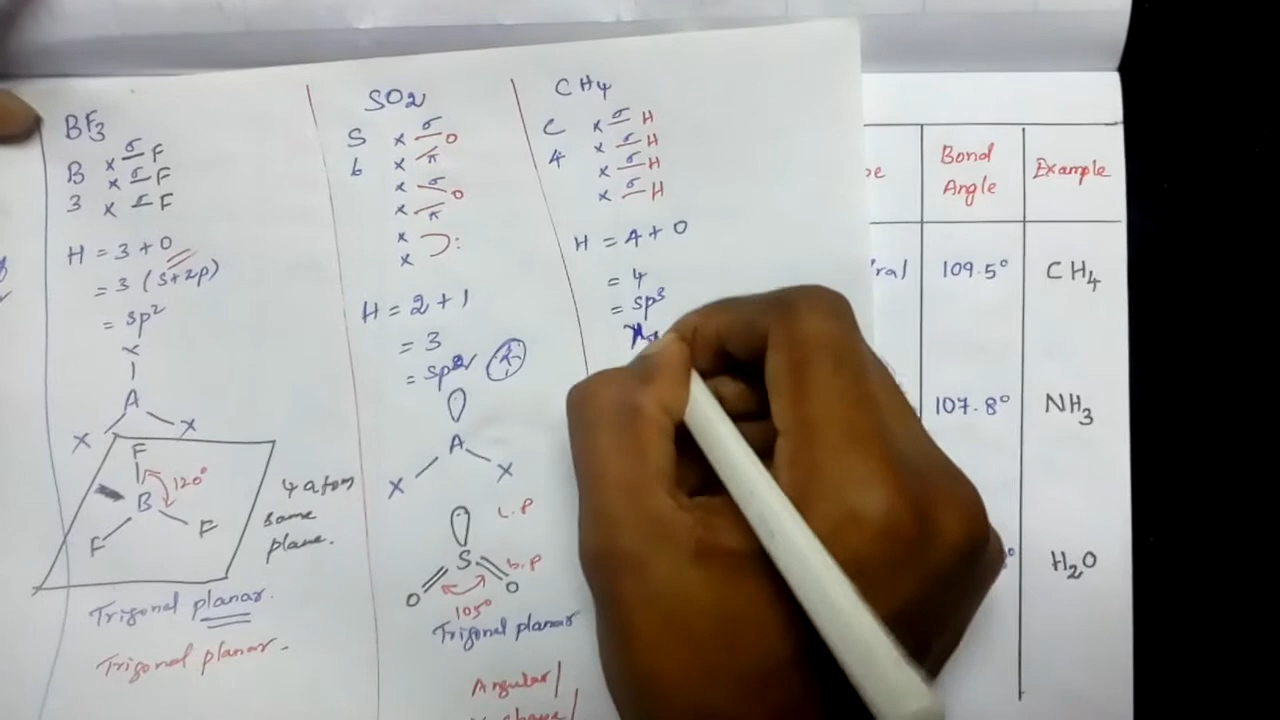 BF3
B x σ F
x σ F
3 x σ F
H = 3 + 0
= 3 (s+2p)
= sp2
X
A
X X
F
120°
B
F F
4 atom
same
plane.
Trigonal planar.
Trigonal planar.
SO2
S x σ O
6 x π
x σ O
x π
x
x :
H = 2 + 1
= 3
= sp2
A
X X
L.P
S b.p
O O
105°
Trigonal planar
Angular/
CH4
C x σ H
4 x σ H
x σ H
x σ H
H = 4 + 0
= 4
= sp3
Bond
Angle
Example
109.5° CH4
107.8° NH3
H2O